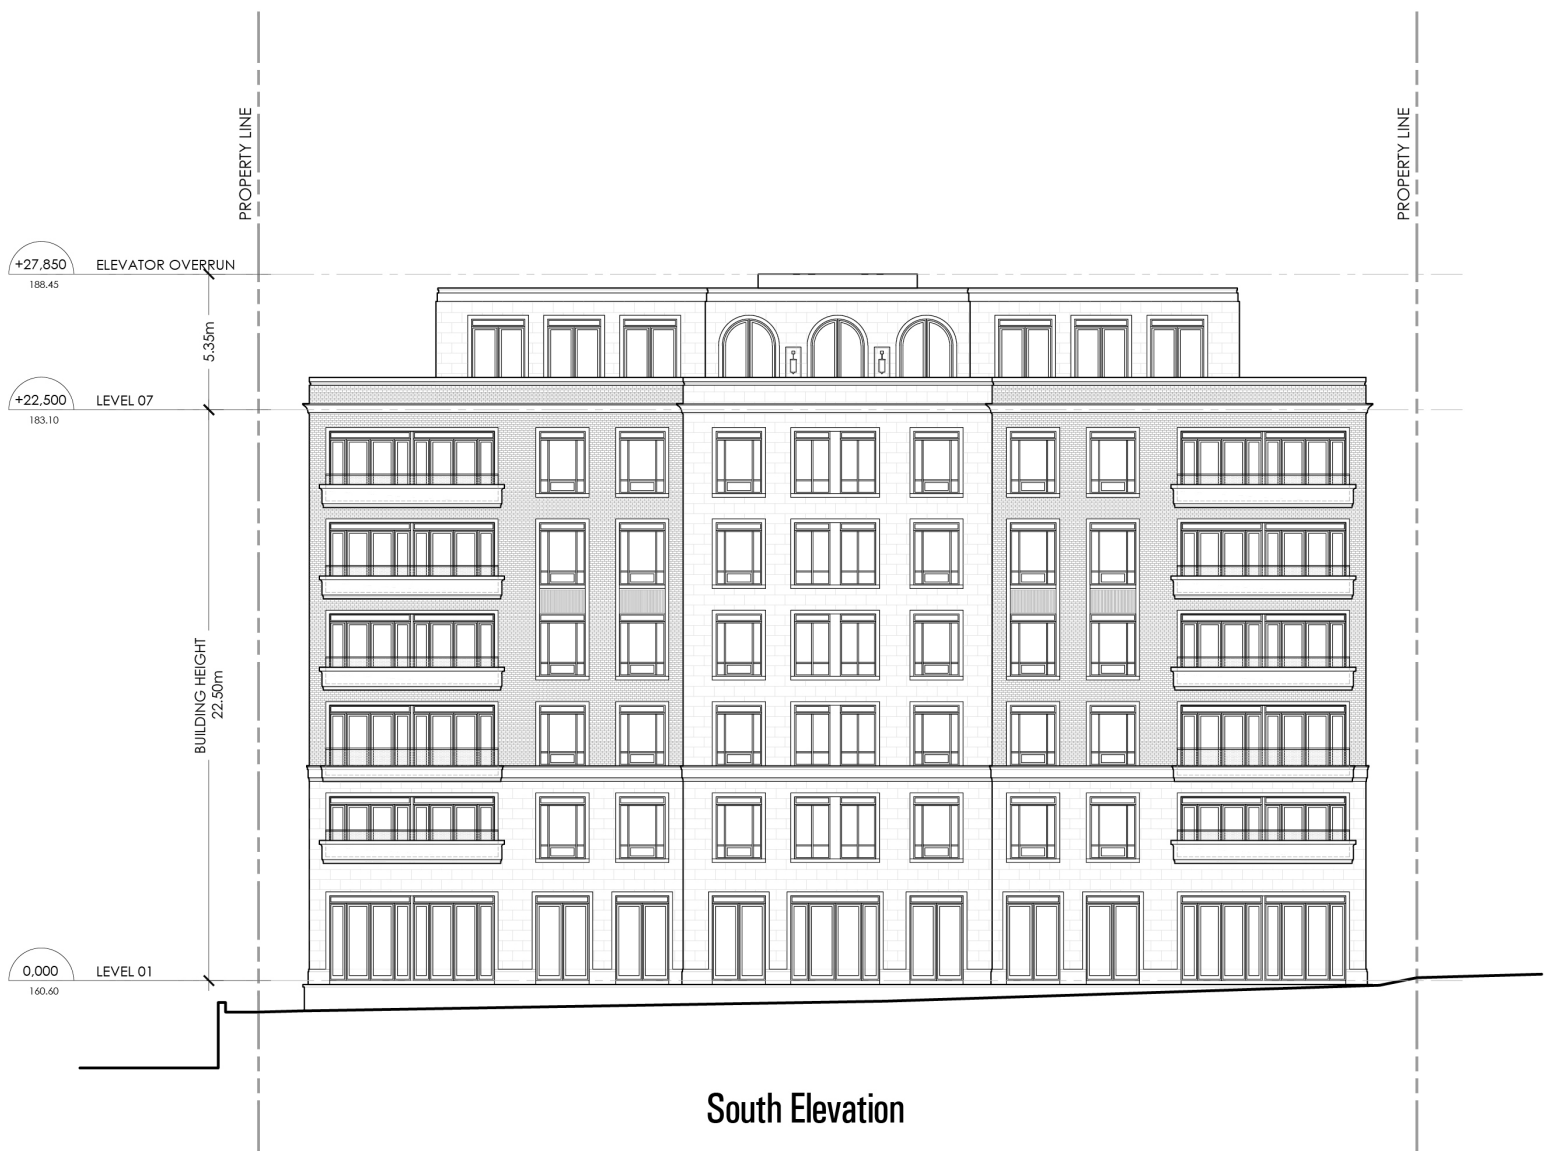 PROPERTY LINE
PROPERTY LINE
+27,850
ELEVATOR OVERRUN
188.45
5.35m
+22,500
LEVEL 07
183.10
BUILDING HEIGHT
22.50m
0,000
LEVEL 01
160.60
South Elevation